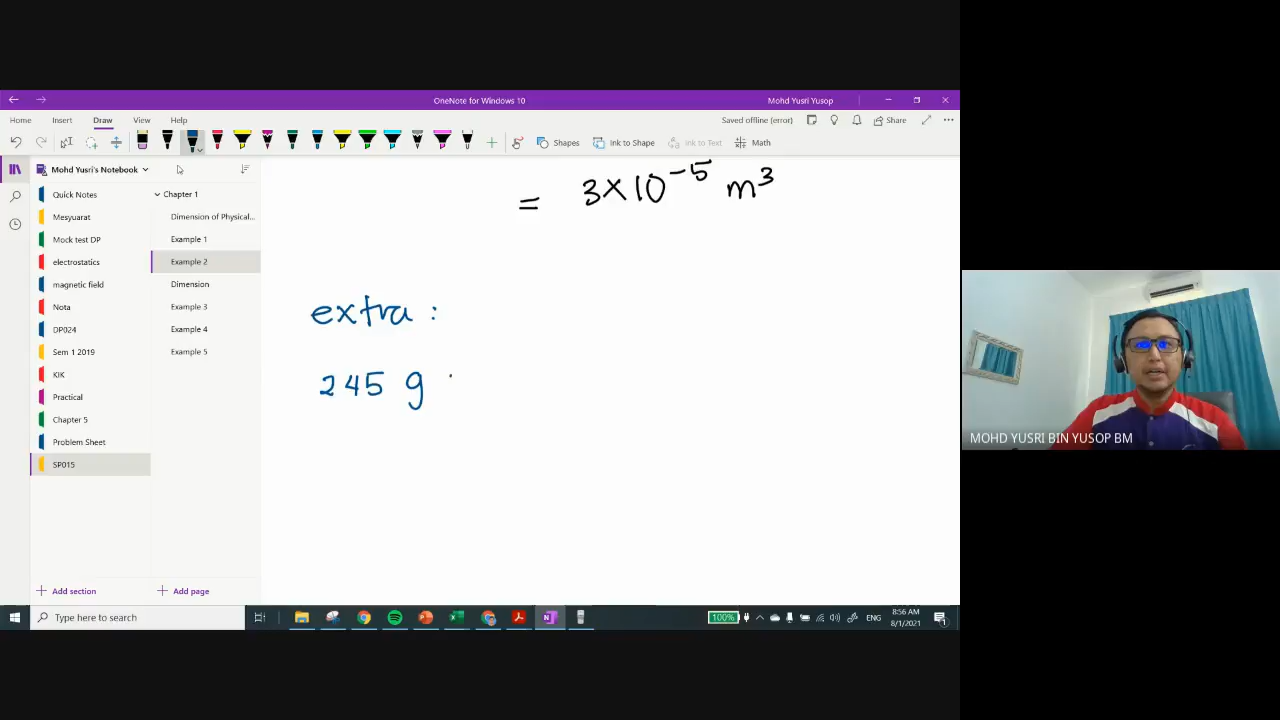 OneNote for Windows 10
Mohd Yusri Yusop
Home Insert Draw View Help
Saved offline (error)
Share
Shapes
Ink to Shape
Ink to Text
Math
Mohd Yusri's Notebook
Quick Notes
Mesyuarat
Mock test DP
electrostatics
magnetic field
Nota
DP024
Sem 1 2019
KIK
Practical
Chapter 5
Problem Sheet
SP015
Add section
Chapter 1
Dimension of Physical...
Example 1
Example 2
Dimension
Example 3
Example 4
Example 5
Add page
= 3×10⁻⁵ m³
extra :
245 g
MOHD YUSRI BIN YUSOP BM
Type here to search
100%
ENG
8:56 AM
8/1/2021